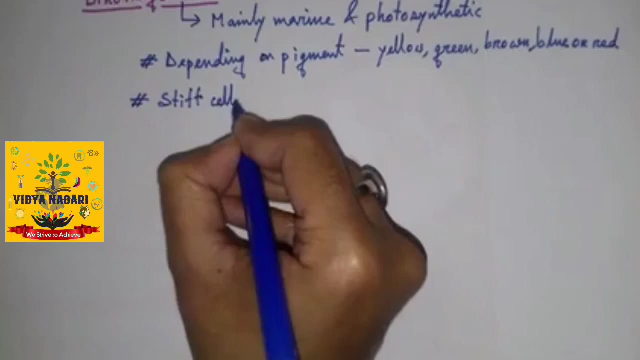 Mainly marine & photosynthetic
# Depending on pigment – yellow, green, brown, blue or red
# Stiff cell
VIDYA NAGARI
We Strive to Achieve